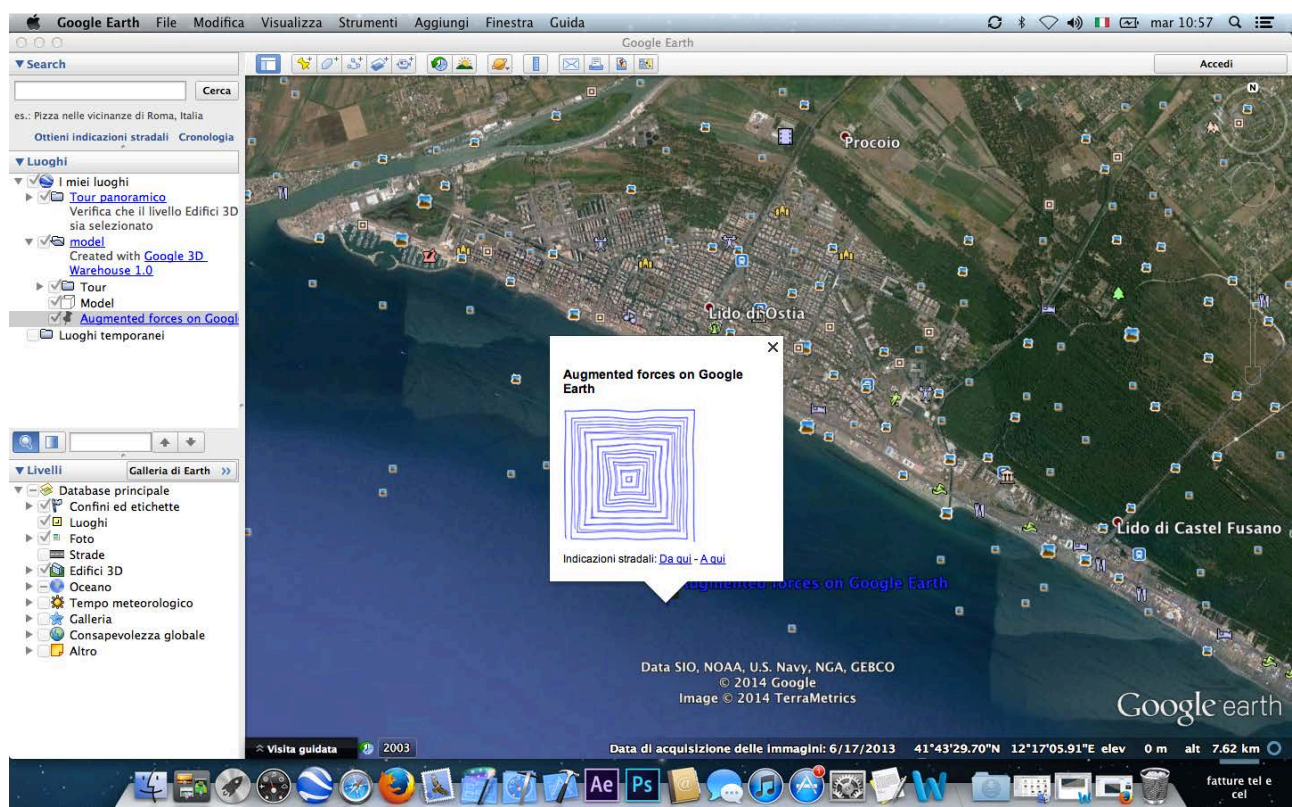 Google Earth File Modifica Visualizza Strumenti Aggiungi Finestra Guida mar 10:57
Google Earth
Search
Accedi
Cerca
es.: Pizza nelle vicinanze di Roma, Italia
Ottieni indicazioni stradali Cronologia
Luoghi
I miei luoghi
Tour panoramico
Verifica che il livello Edifici 3D
sia selezionato
model
Created with Google 3D
Warehouse 1.0
Tour
Model
Augmented forces on Googl
Luoghi temporanei
Livelli Galleria di Earth »
Database principale
Confini ed etichette
Luoghi
Foto
Strade
Edifici 3D
Oceano
Tempo meteorologico
Galleria
Consapevolezza globale
Altro
N
Procoio
Lido di Ostia
Augmented forces on Google
Earth
Indicazioni stradali: Da qui - A qui
Lido di Castel Fusano
Augmented forces on Google Earth
Data SIO, NOAA, U.S. Navy, NGA, GEBCO
© 2014 Google
Image © 2014 TerraMetrics
Google earth
Visita guidata 2003 Data di acquisizione delle immagini: 6/17/2013 41°43'29.70"N 12°17'05.91"E elev 0 m alt 7.62 km
Ae Ps W
fatture tel e
cel